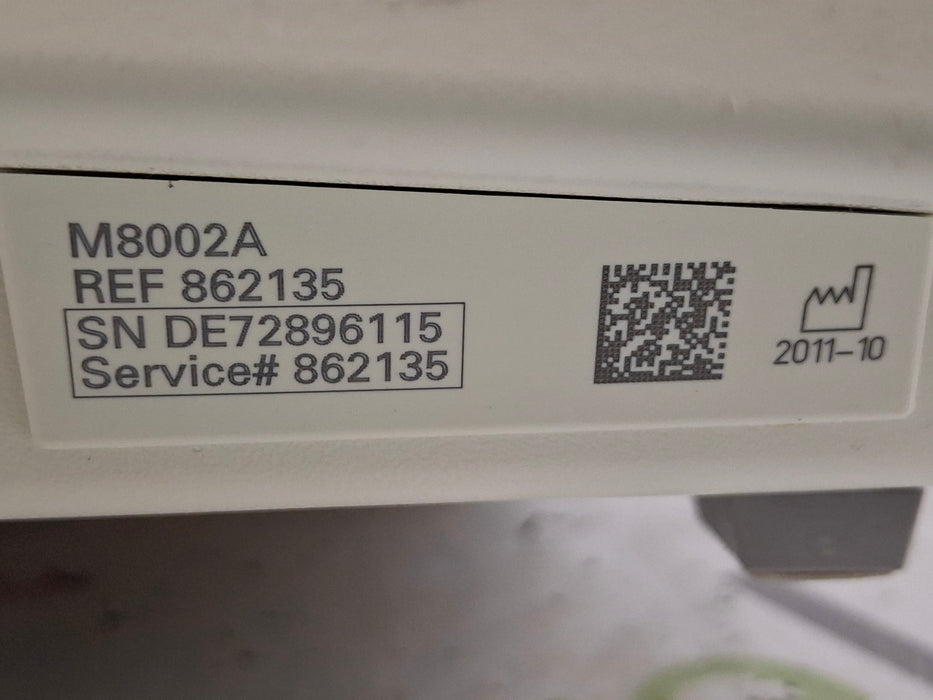 M8002A
REF 862135
SN DE72896115
Service# 862135
2011-10